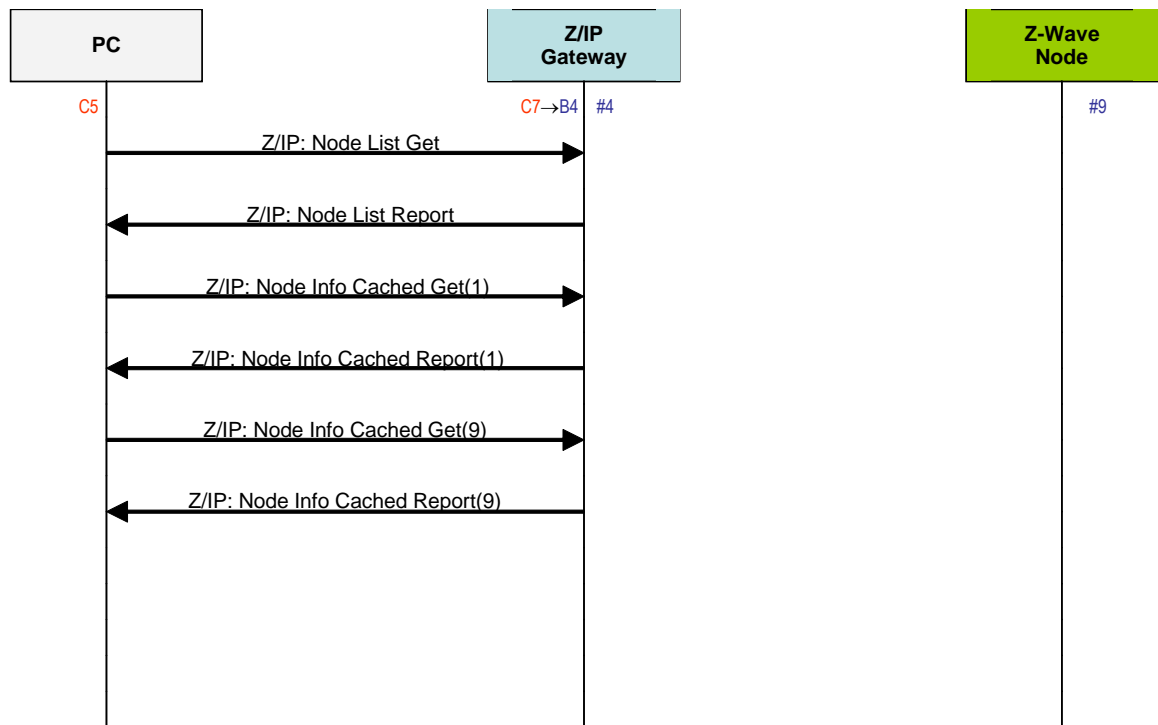 PC
Z/IP
Gateway
Z-Wave
Node
C5
C7→B4 #4
#9
Z/IP: Node List Get
Z/IP: Node List Report
Z/IP: Node Info Cached Get(1)
Z/IP: Node Info Cached Report(1)
Z/IP: Node Info Cached Get(9)
Z/IP: Node Info Cached Report(9)